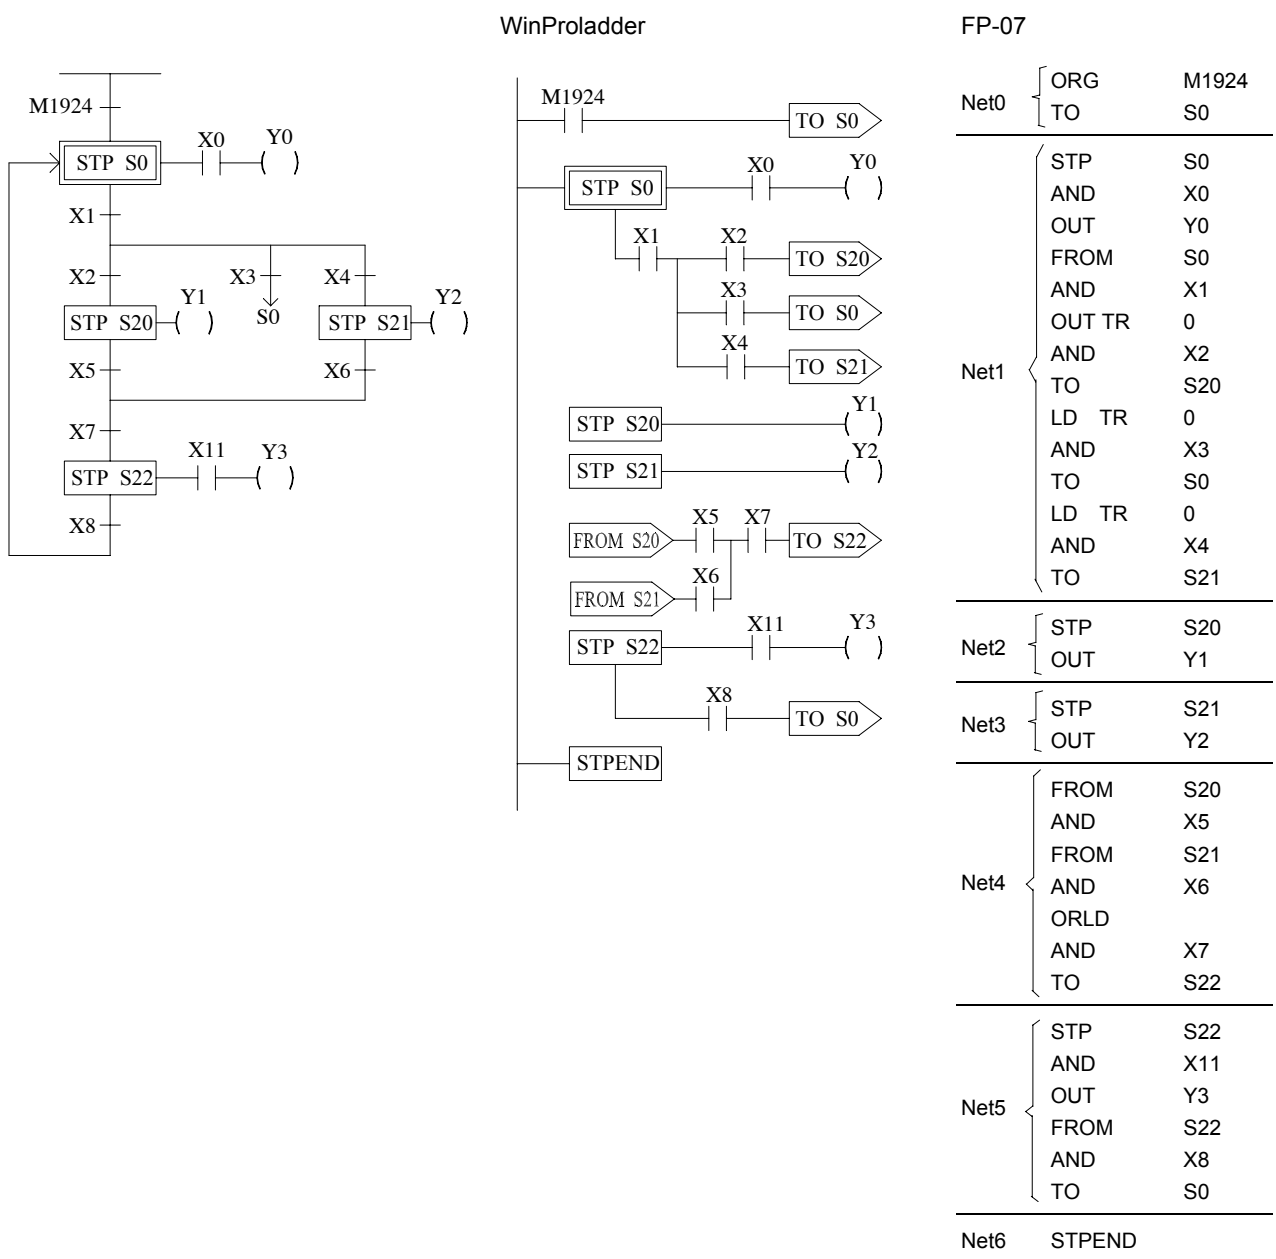 WinProladder
FP-07
M1924
X0 Y0
STP S0
X1
X2 X3 X4
Y1 Y2
STP S20 S0 STP S21
X5 X6
X7
X11 Y3
STP S22
X8
M1924
TO S0
X0 Y0
STP S0
X1 X2
TO S20
X3
TO S0
X4
TO S21
Y1
STP S20
Y2
STP S21
X5 X7
FROM S20 TO S22
X6
FROM S21
X11 Y3
STP S22
X8
TO S0
STPEND
Net0
ORG M1924
TO S0
Net1
STP S0
AND X0
OUT Y0
FROM S0
AND X1
OUT TR 0
AND X2
TO S20
LD TR 0
AND X3
TO S0
LD TR 0
AND X4
TO S21
Net2
STP S20
OUT Y1
Net3
STP S21
OUT Y2
Net4
FROM S20
AND X5
FROM S21
AND X6
ORLD
AND X7
TO S22
Net5
STP S22
AND X11
OUT Y3
FROM S22
AND X8
TO S0
Net6 STPEND